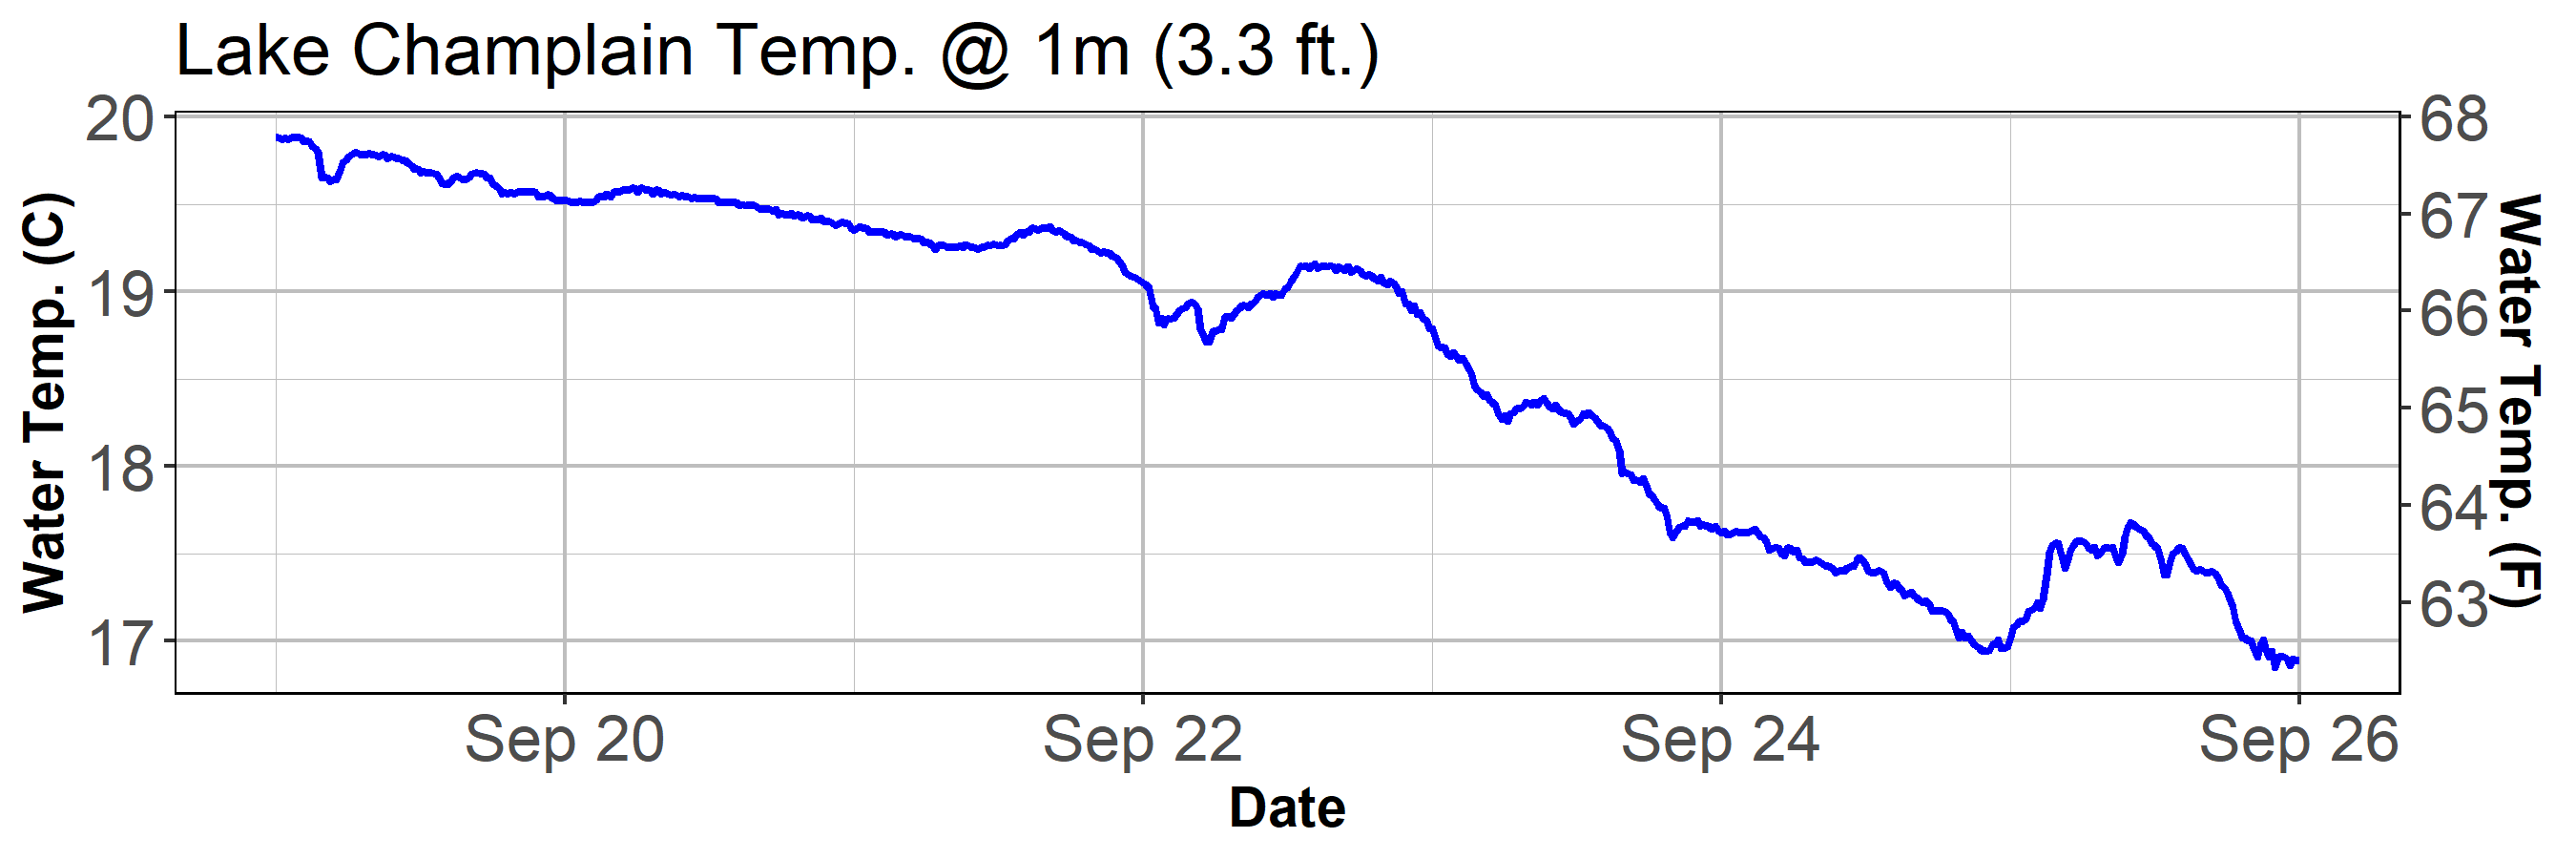 Lake Champlain Temp. @ 1m (3.3 ft.)
Water Temp. (C)
20
19
18
17
68
67
66
65
64
63
Water Temp. (F)
Sep 20 Sep 22 Sep 24 Sep 26
Date